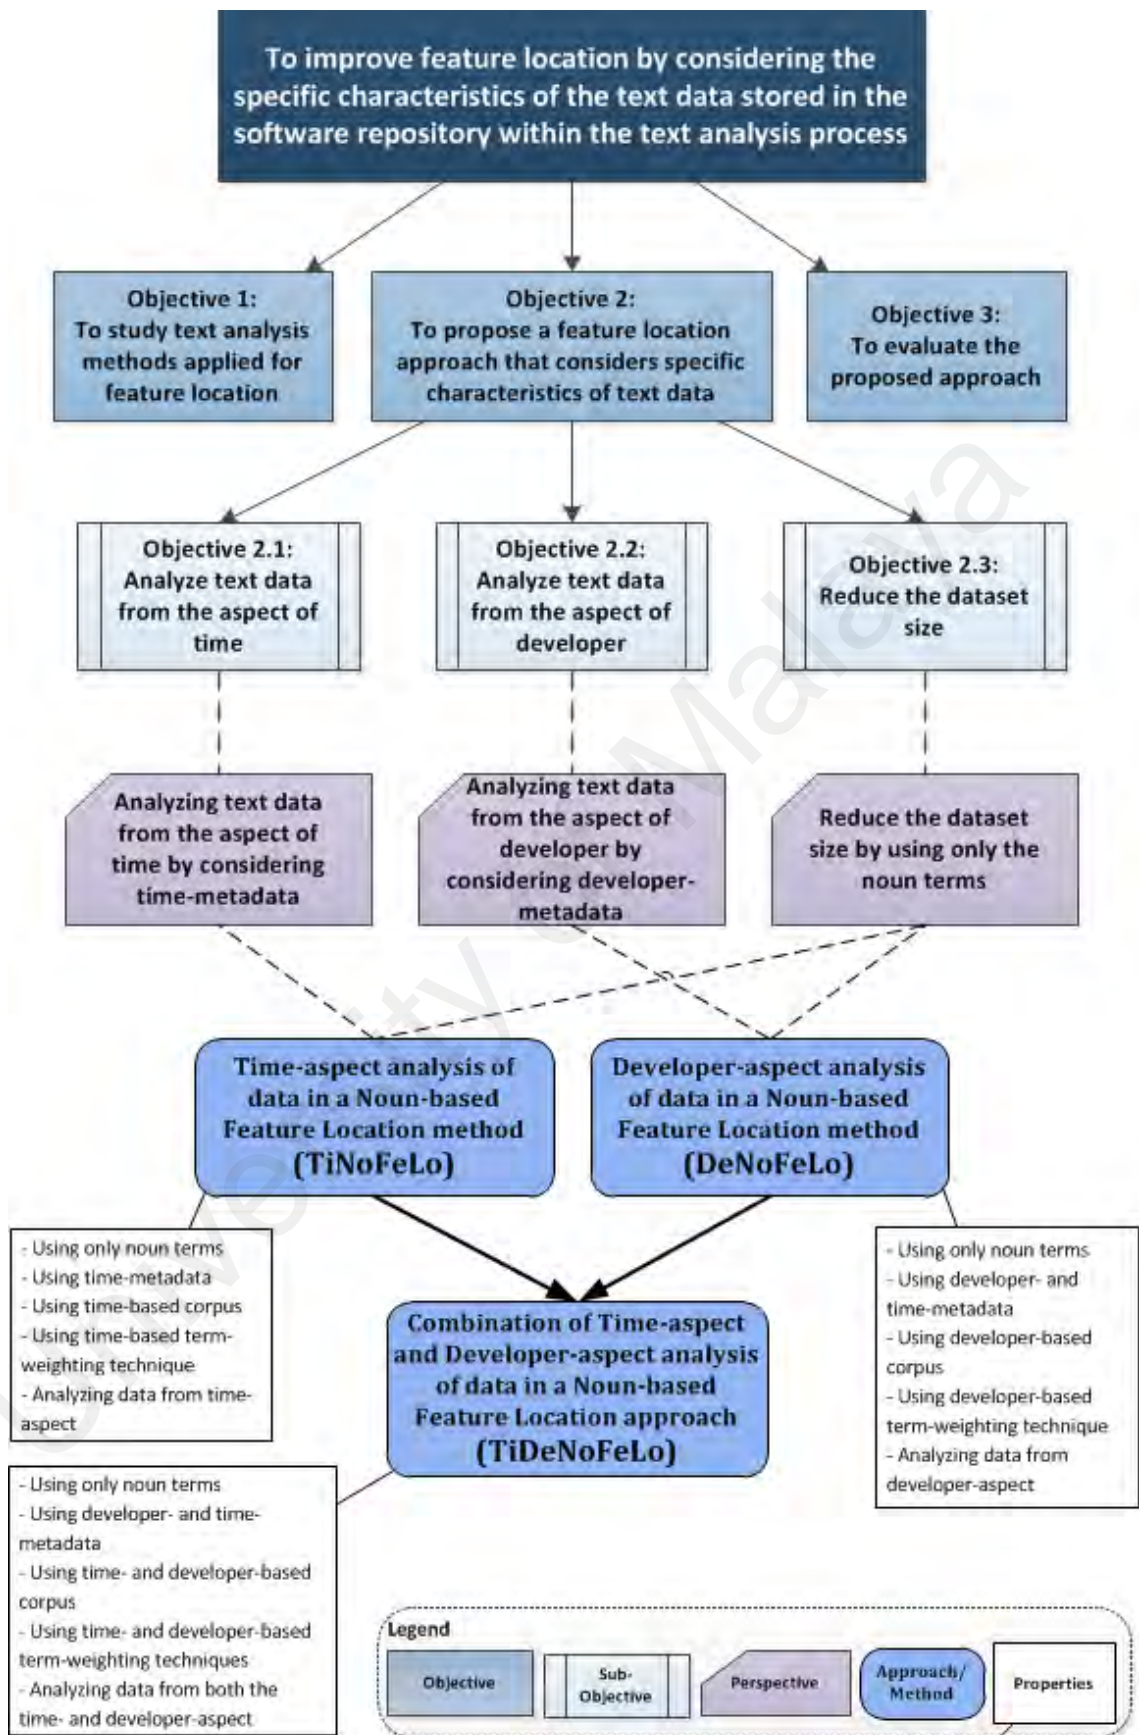 To improve feature location by considering the
specific characteristics of the text data stored in the
software repository within the text analysis process
Objective 1:
To study text analysis
methods applied for
feature location
Objective 2:
To propose a feature location
approach that considers specific
characteristics of text data
Objective 3:
To evaluate the
proposed approach
Objective 2.1:
Analyze text data
from the aspect of
time
Objective 2.2:
Analyze text data
from the aspect of
developer
Objective 2.3:
Reduce the dataset
size
Analyzing text data
from the aspect of
time by considering
time-metadata
Analyzing text data
from the aspect of
developer by
considering developer-
metadata
Reduce the dataset
size by using only the
noun terms
Time-aspect analysis of
data in a Noun-based
Feature Location method
(TiNoFeLo)
Developer-aspect analysis
of data in a Noun-based
Feature Location method
(DeNoFeLo)
- Using only noun terms
- Using time-metadata
- Using time-based corpus
- Using time-based term-
weighting technique
- Analyzing data from time-
aspect
- Using only noun terms
- Using developer- and
time-metadata
- Using developer-based
corpus
- Using developer-based
term-weighting technique
- Analyzing data from
developer-aspect
Combination of Time-aspect
and Developer-aspect analysis
of data in a Noun-based
Feature Location approach
(TiDeNoFeLo)
- Using only noun terms
- Using developer- and time-
metadata
- Using time- and developer-based
corpus
- Using time- and developer-based
term-weighting techniques
- Analyzing data from both the
time- and developer-aspect
Legend
Objective
Sub-
Objective
Perspective
Approach/
Method
Properties
University of Malaya